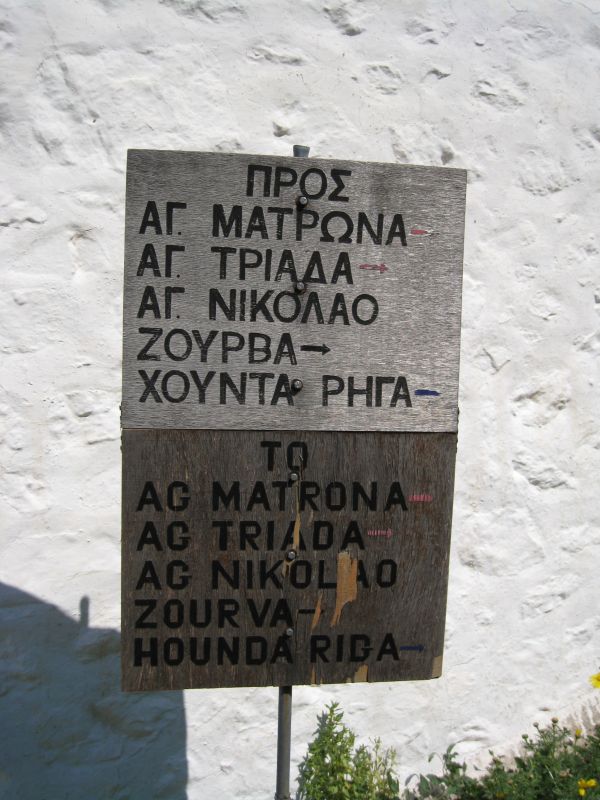 ΠΡΟΣ
ΑΓ. ΜΑΤΡΩΝΑ
ΑΓ. ΤΡΙΑΔΑ
ΑΓ. ΝΙΚΟΛΑΟ
ΖΟΥΡΒΑ→
ΧΟΥΝΤΑ ΡΗΓΑ
TO
AG MATRONA
AG TRIADA
AG NIKOLAO
ZOURVA→
HOUNDA RIGA→